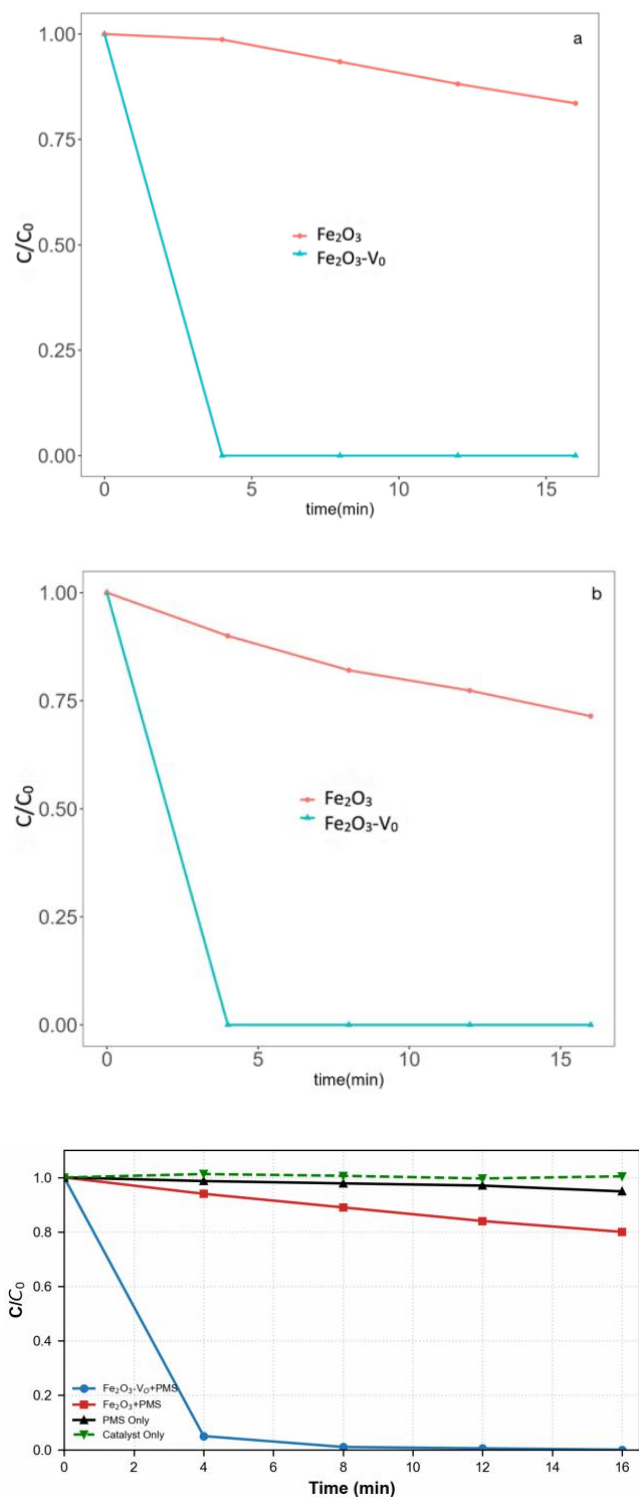 a
1.00
0.75
0.50
0.25
0.00
C/C₀
Fe₂O₃
Fe₂O₃-V₀
0 5 10 15
time(min)
b
1.00
0.75
0.50
0.25
0.00
C/C₀
Fe₂O₃
Fe₂O₃-V₀
0 5 10 15
time(min)
1.0
0.8
0.6
0.4
0.2
0.0
C/C₀
Fe₂O₃-V₀+PMS
Fe₂O₃+PMS
PMS Only
Catalyst Only
0 2 4 6 8 10 12 14 16
Time (min)